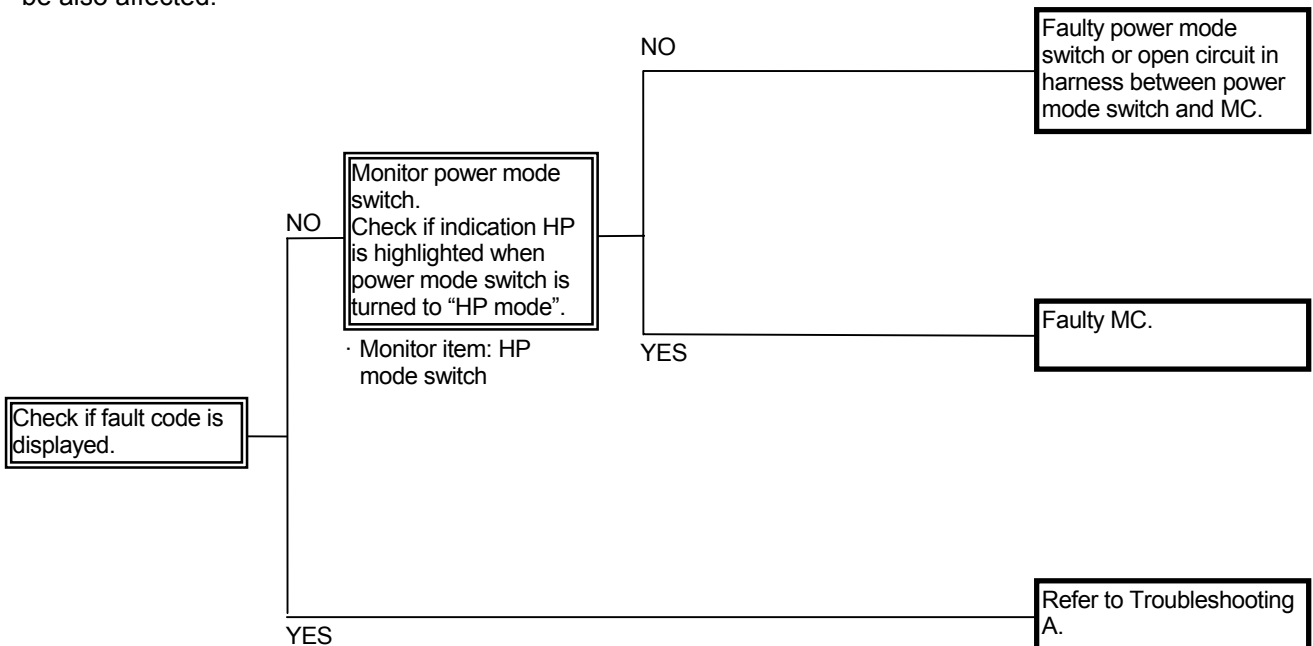 be also affected.
NO
Faulty power mode
switch or open circuit in
harness between power
mode switch and MC.
NO
Monitor power mode
switch.
Check if indication HP
is highlighted when
power mode switch is
turned to “HP mode”.
· Monitor item: HP
mode switch
YES
Faulty MC.
Check if fault code is
displayed.
YES
Refer to Troubleshooting
A.